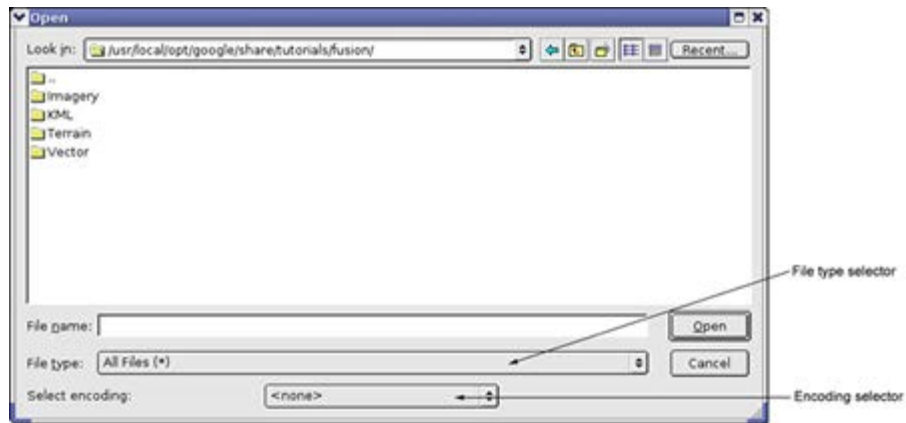 Open
Look in: /usr/local/opt/google/share/tutorials/fusion/ Recent...
..
Imagery
KML
Terrain
Vector
File type selector
File name: Open
File type: All Files (*) Cancel
Select encoding: <none> Encoding selector